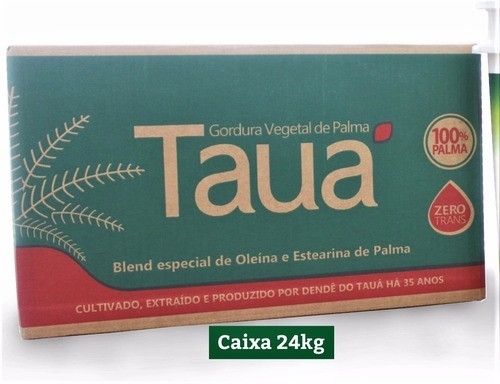 Gordura Vegetal de Palma
Tauá
100%
PALMA
ZERO
TRANS
Blend especial de Oleína e Estearina de Palma
CULTIVADO, EXTRAÍDO E PRODUZIDO POR DENDÊ DO TAUÁ HÁ 35 ANOS
Caixa 24kg